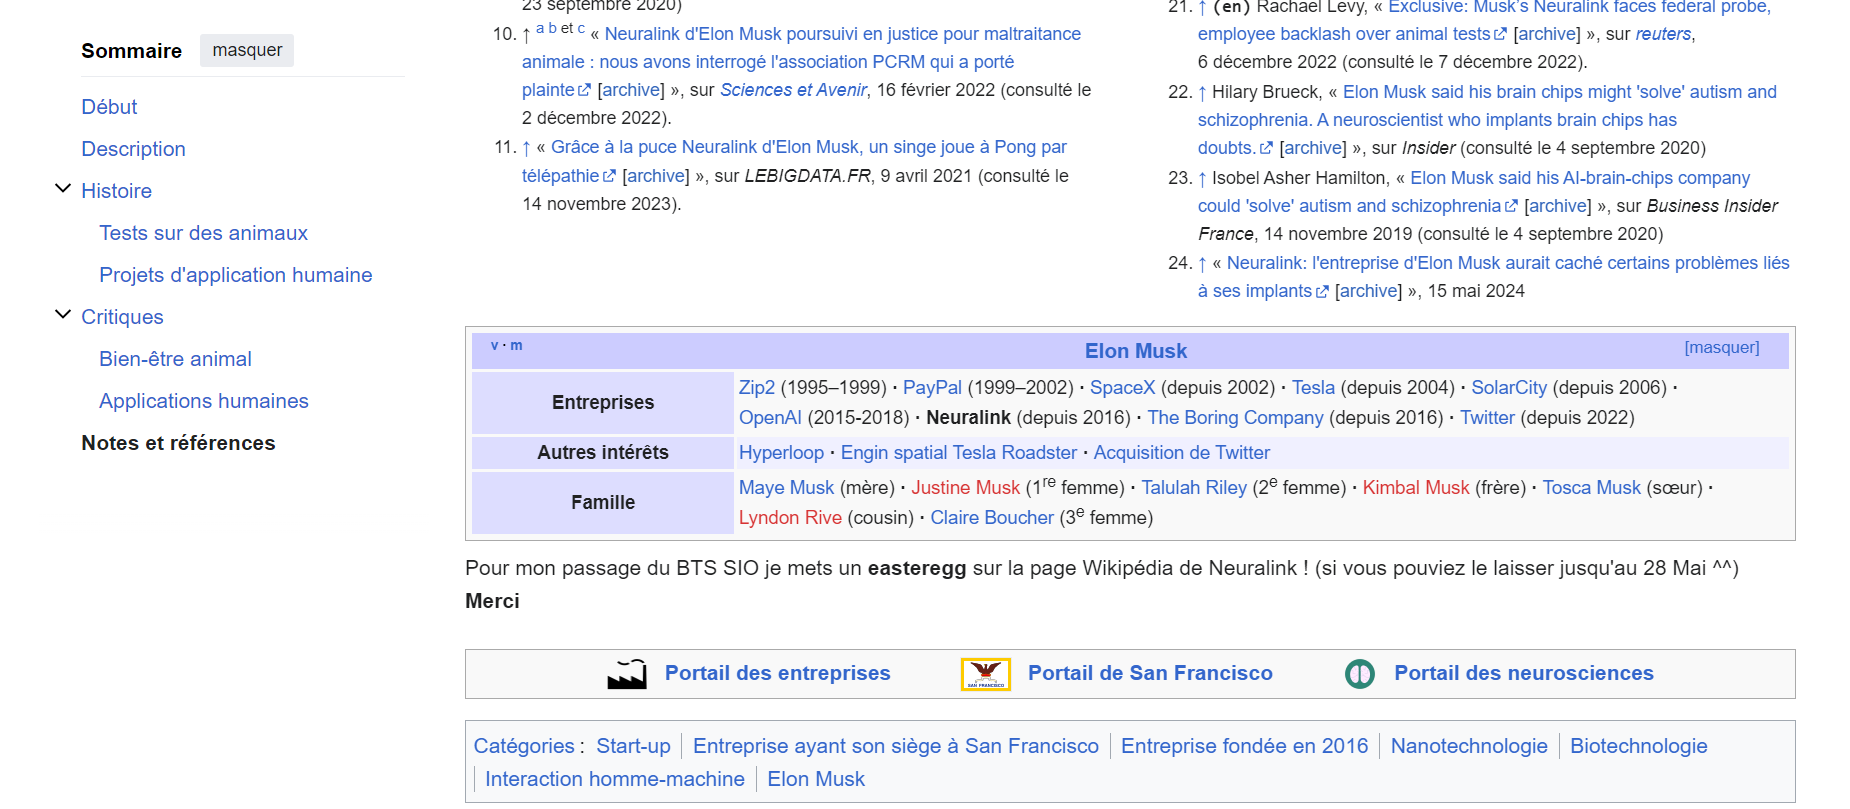 Sommaire masquer
Début
Description
Histoire
Tests sur des animaux
Projets d'application humaine
Critiques
Bien-être animal
Applications humaines
Notes et références
23 septembre 2020)
10. ↑ a b et c « Neuralink d'Elon Musk poursuivi en justice pour maltraitance
animale : nous avons interrogé l'association PCRM qui a porté
plainte [archive] », sur Sciences et Avenir, 16 février 2022 (consulté le
2 décembre 2022).
11. ↑ « Grâce à la puce Neuralink d'Elon Musk, un singe joue à Pong par
télépathie [archive] », sur LEBIGDATA.FR, 9 avril 2021 (consulté le
14 novembre 2023).
21. ↑ (en) Rachael Levy, « Exclusive: Musk's Neuralink faces federal probe,
employee backlash over animal tests [archive] », sur reuters,
6 décembre 2022 (consulté le 7 décembre 2022).
22. ↑ Hilary Brueck, « Elon Musk said his brain chips might 'solve' autism and
schizophrenia. A neuroscientist who implants brain chips has
doubts. [archive] », sur Insider (consulté le 4 septembre 2020)
23. ↑ Isobel Asher Hamilton, « Elon Musk said his AI-brain-chips company
could 'solve' autism and schizophrenia [archive] », sur Business Insider
France, 14 novembre 2019 (consulté le 4 septembre 2020)
24. ↑ « Neuralink: l'entreprise d'Elon Musk aurait caché certains problèmes liés
à ses implants [archive] », 15 mai 2024
v · m Elon Musk [masquer]
Entreprises
Zip2 (1995–1999) · PayPal (1999–2002) · SpaceX (depuis 2002) · Tesla (depuis 2004) · SolarCity (depuis 2006) ·
OpenAI (2015-2018) · Neuralink (depuis 2016) · The Boring Company (depuis 2016) · Twitter (depuis 2022)
Autres intérêts
Hyperloop · Engin spatial Tesla Roadster · Acquisition de Twitter
Famille
Maye Musk (mère) · Justine Musk (1re femme) · Talulah Riley (2e femme) · Kimbal Musk (frère) · Tosca Musk (sœur) ·
Lyndon Rive (cousin) · Claire Boucher (3e femme)
Pour mon passage du BTS SIO je mets un easteregg sur la page Wikipédia de Neuralink ! (si vous pouviez le laisser jusqu'au 28 Mai ^^)
Merci
Portail des entreprises
SAN FRANCISCO
Portail de San Francisco
Portail des neurosciences
Catégories : Start-up | Entreprise ayant son siège à San Francisco | Entreprise fondée en 2016 | Nanotechnologie | Biotechnologie
| Interaction homme-machine | Elon Musk